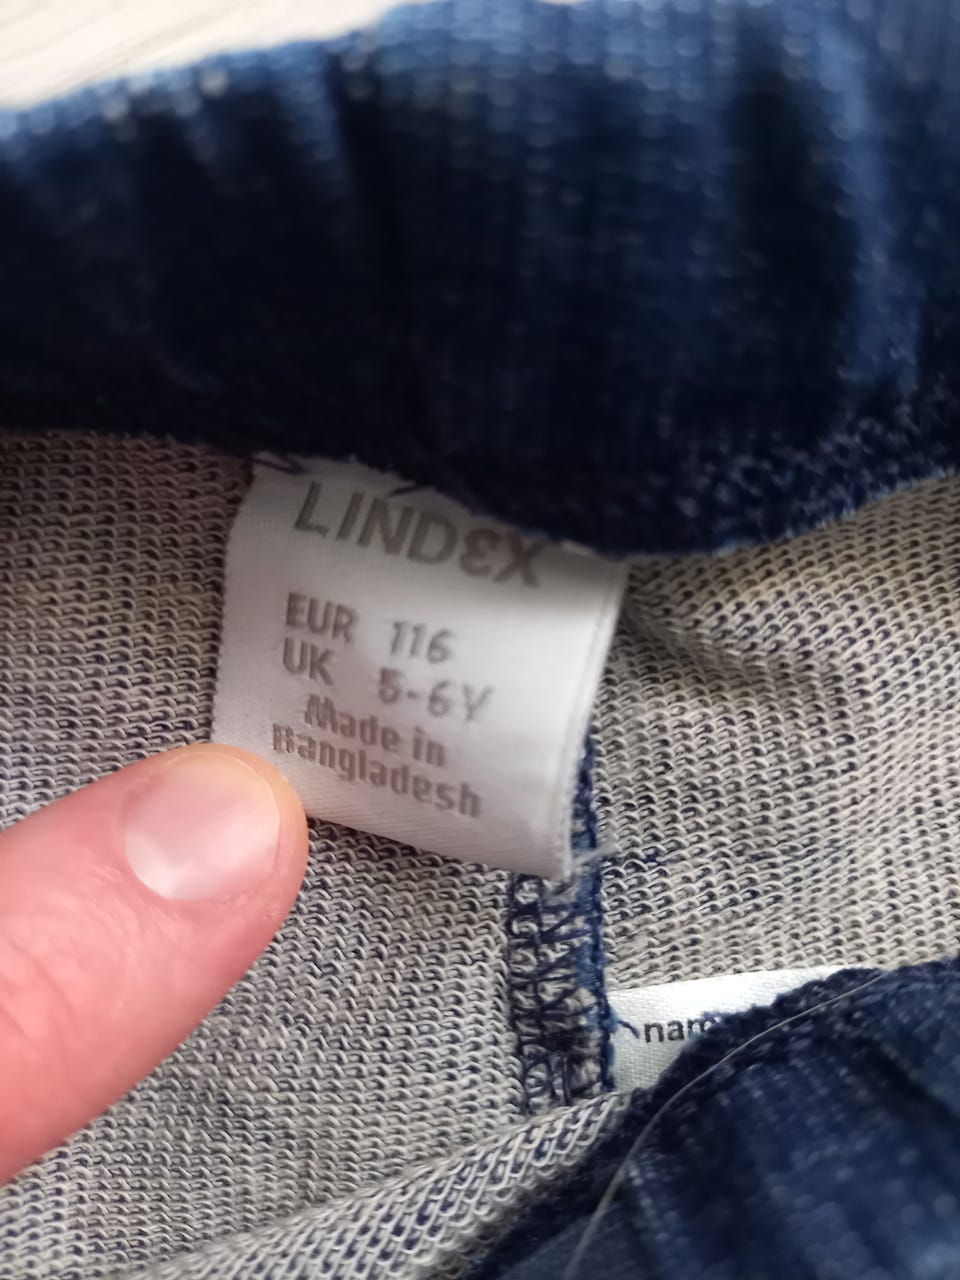 LINDEX
EUR 116
UK 5-6Y
Made in
Bangladesh